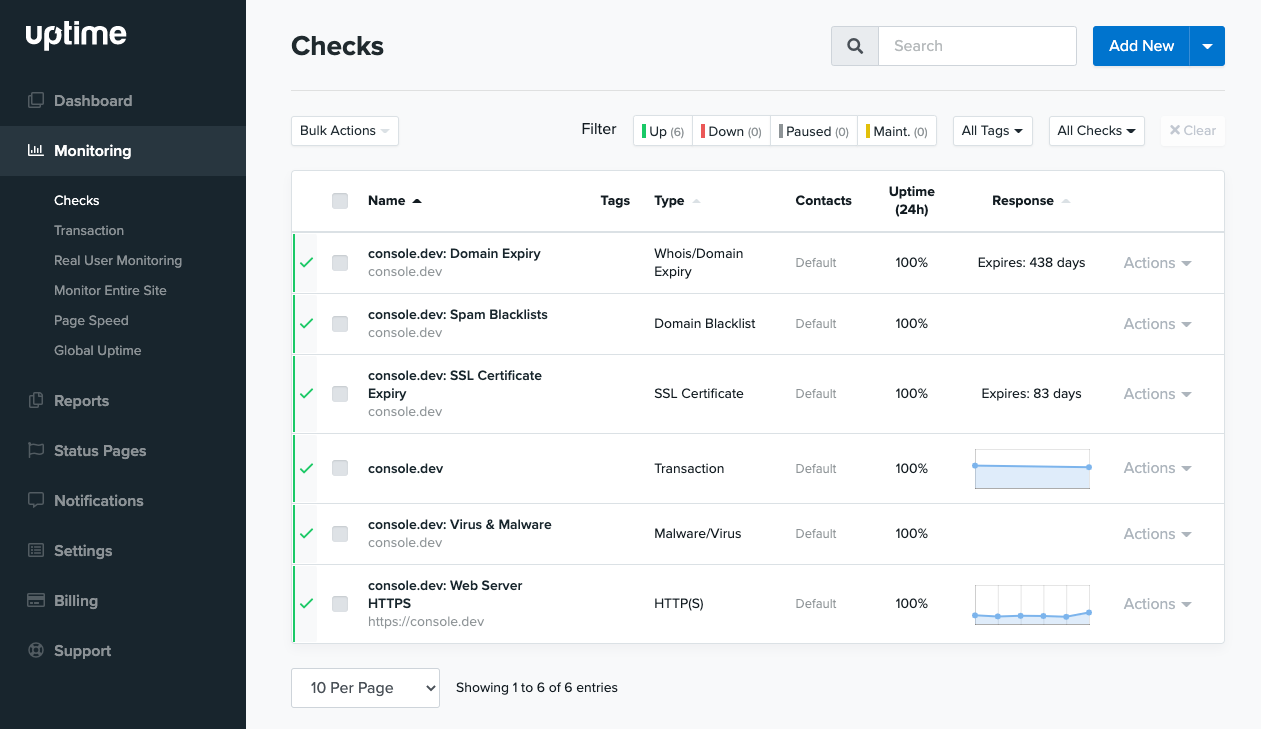 uptime
Dashboard
Monitoring
Checks
Transaction
Real User Monitoring
Monitor Entire Site
Page Speed
Global Uptime
Reports
Status Pages
Notifications
Settings
Billing
Support
Checks
Search
Add New
Bulk Actions
Filter
Up (6)
Down (0)
Paused (0)
Maint. (0)
All Tags
All Checks
Clear
Name
Tags
Type
Contacts
Uptime
(24h)
Response
console.dev: Domain Expiry
console.dev
Whois/Domain
Expiry
Default
100%
Expires: 438 days
Actions
console.dev: Spam Blacklists
console.dev
Domain Blacklist
Default
100%
Actions
console.dev: SSL Certificate
Expiry
console.dev
SSL Certificate
Default
100%
Expires: 83 days
Actions
console.dev
Transaction
Default
100%
Actions
console.dev: Virus & Malware
console.dev
Malware/Virus
Default
100%
Actions
console.dev: Web Server
HTTPS
https://console.dev
HTTP(S)
Default
100%
Actions
10 Per Page
Showing 1 to 6 of 6 entries